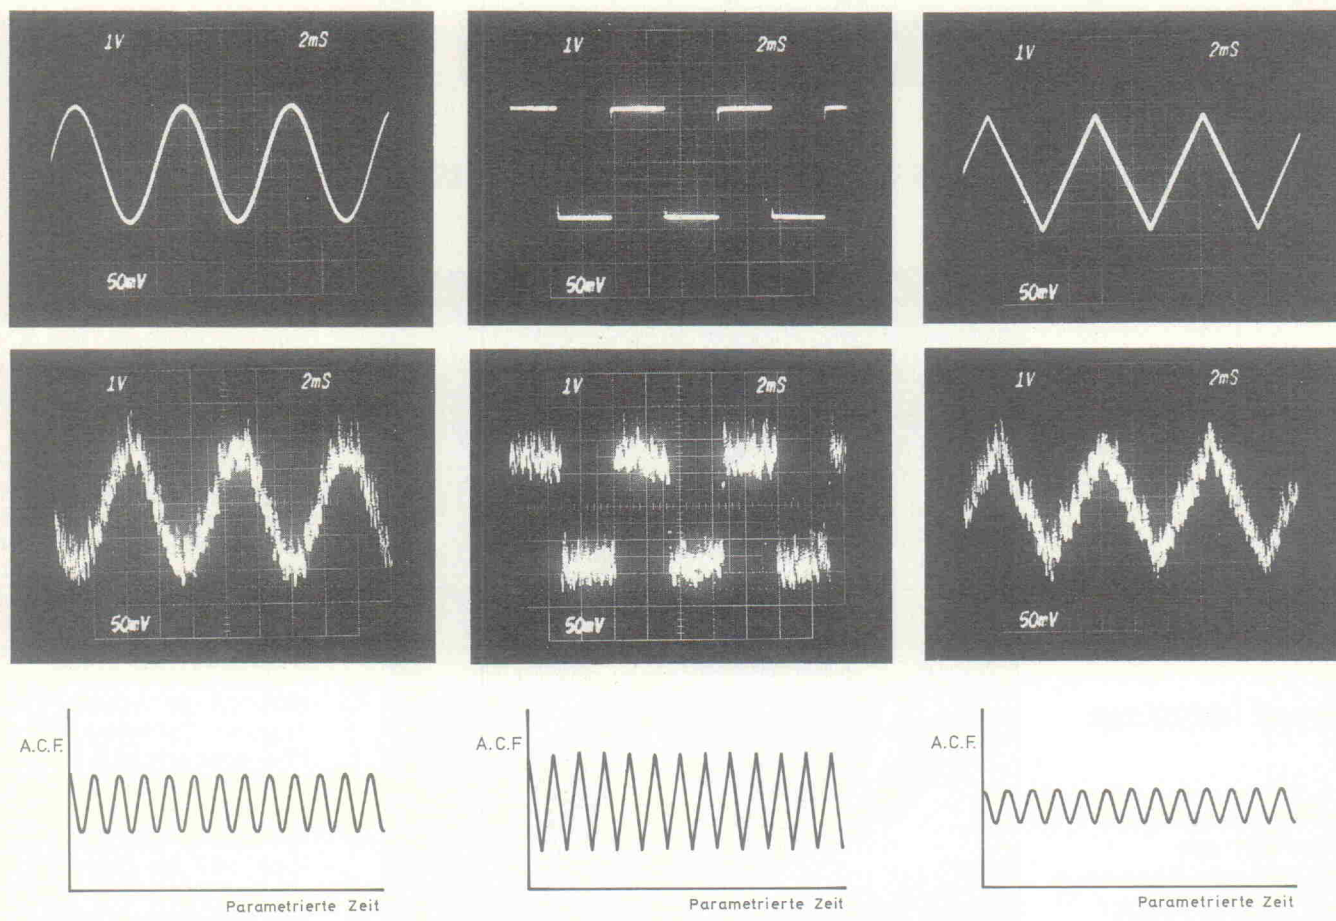 1V 2mS
50mV
1V 2mS
50mV
1V 2mS
50mV
1V 2mS
50mV
1V 2mS
50mV
1V 2mS
50mV
A.C.F.
Parametrierte Zeit
A.C.F
Parametrierte Zeit
A.C.F.
Parametrierte Zeit